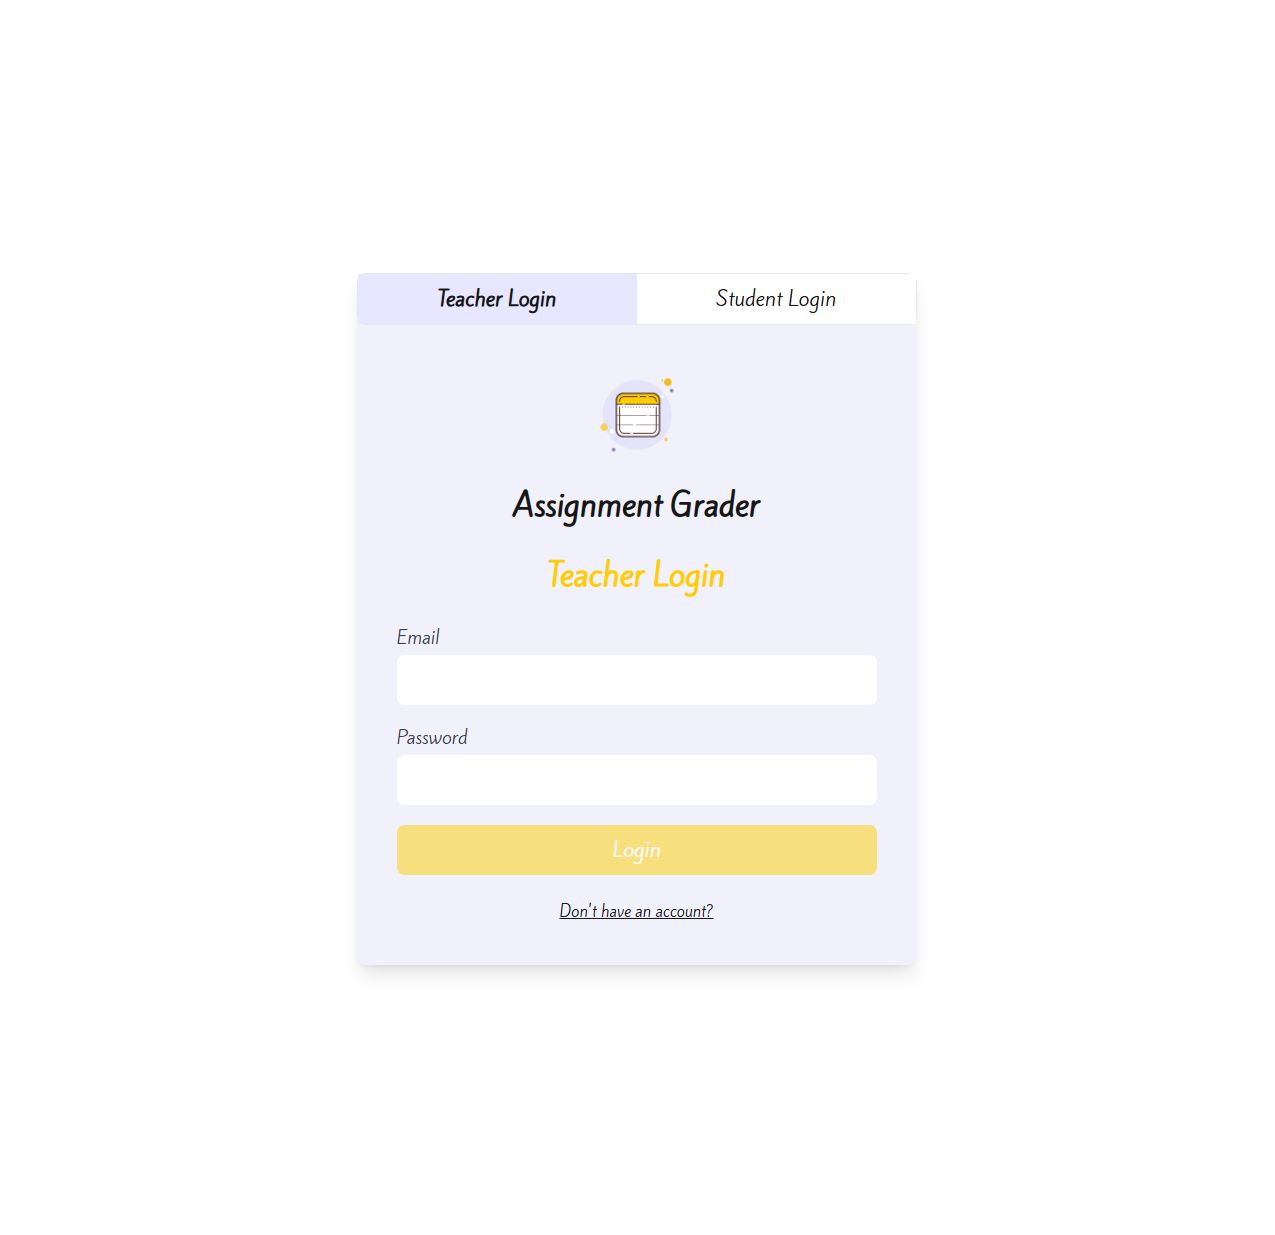 Teacher Login
Student Login
Assignment Grader
Teacher Login
Email
Password
Login
Don't have an account?